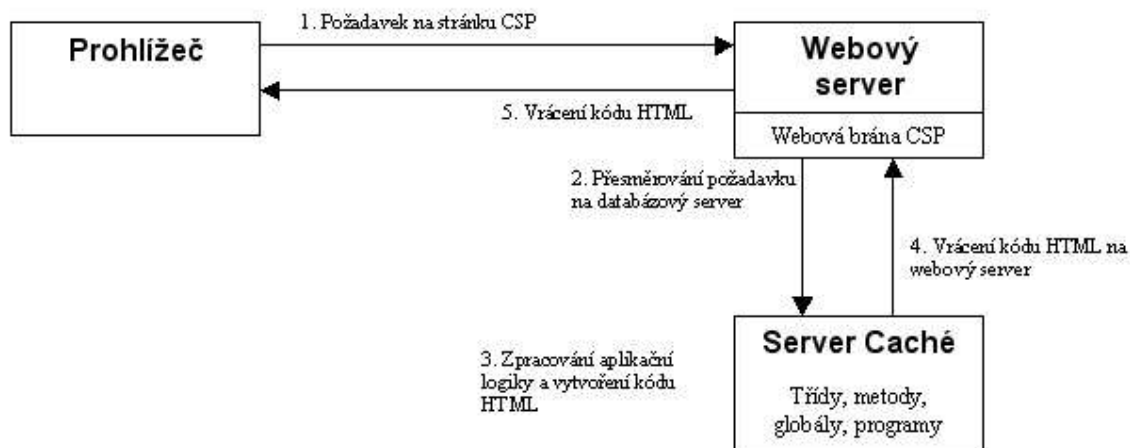 1. Požadavek na stránku CSP
Prohlížeč
Webový
server
5. Vrácení kódu HTML
Webová brána CSP
2. Přesměrování požadavku
na databázový server
4. Vrácení kódu HTML na
webový server
Server Caché
3. Zpracování aplikační
logiky a vytvoření kódu
HTML
Třídy, metody,
globály, programy